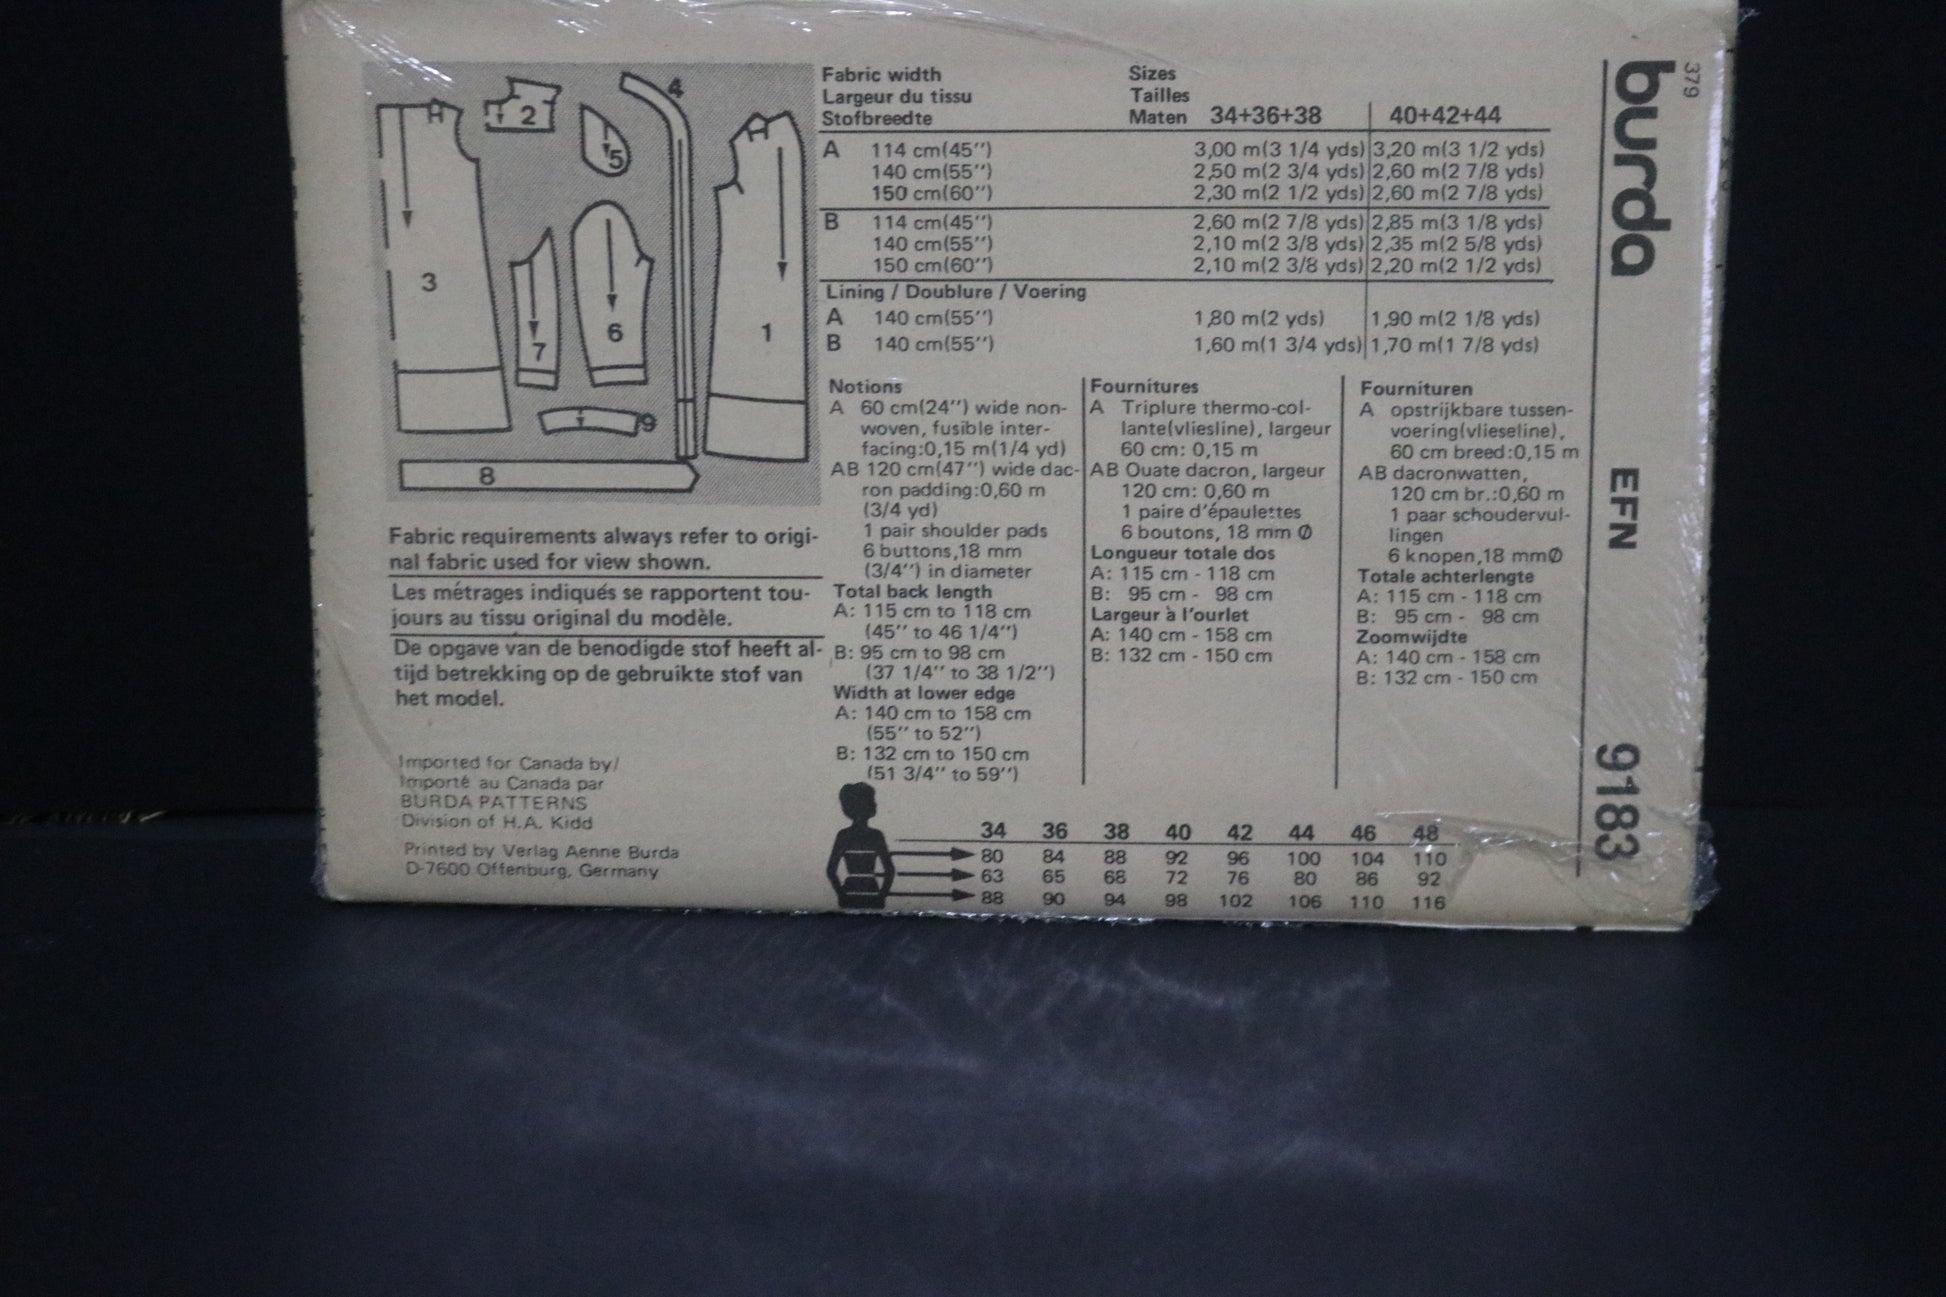 4
2
5
3
7
6
1
9
8
Fabric width
Largeur du tissu
Stofbreedte
Sizes
Tailles
Maten 34+36+38 40+42+44
A 114 cm(45'') 3,00 m(3 1/4 yds) 3,20 m(3 1/2 yds)
140 cm(55'') 2,50 m(2 3/4 yds) 2,60 m(2 7/8 yds)
150 cm(60'') 2,30 m(2 1/2 yds) 2,60 m(2 7/8 yds)
B 114 cm(45'') 2,60 m(2 7/8 yds) 2,85 m(3 1/8 yds)
140 cm(55'') 2,10 m(2 3/8 yds) 2,35 m(2 5/8 yds)
150 cm(60'') 2,10 m(2 3/8 yds) 2,20 m(2 1/2 yds)
Lining / Doublure / Voering
A 140 cm(55'') 1,80 m(2 yds) 1,90 m(2 1/8 yds)
B 140 cm(55'') 1,60 m(1 3/4 yds) 1,70 m(1 7/8 yds)
Fabric requirements always refer to origi-
nal fabric used for view shown.
Les métrages indiqués se rapportent tou-
jours au tissu original du modèle.
De opgave van de benodigde stof heeft al-
tijd betrekking op de gebruikte stof van
het model.
Imported for Canada by/
Importé au Canada par
BURDA PATTERNS
Division of H.A. Kidd
Printed by Verlag Aenne Burda
D-7600 Offenburg, Germany
Notions
A 60 cm(24'') wide non-
woven, fusible inter-
facing:0,15 m(1/4 yd)
AB 120 cm(47'') wide dac-
ron padding:0,60 m
(3/4 yd)
1 pair shoulder pads
6 buttons,18 mm
(3/4'') in diameter
Total back length
A: 115 cm to 118 cm
(45'' to 46 1/4'')
B: 95 cm to 98 cm
(37 1/4'' to 38 1/2'')
Width at lower edge
A: 140 cm to 158 cm
(55'' to 52'')
B: 132 cm to 150 cm
(51 3/4'' to 59'')
Fournitures
A Triplure thermo-col-
lante(vliesline), largeur
60 cm: 0,15 m
AB Ouate dacron, largeur
120 cm: 0,60 m
1 paire d'épaulettes
6 boutons, 18 mm Ø
Longueur totale dos
A: 115 cm - 118 cm
B: 95 cm - 98 cm
Largeur à l'ourlet
A: 140 cm - 158 cm
B: 132 cm - 150 cm
Fournituren
A opstrijkbare tussen-
voering(vlieseline),
60 cm breed:0,15 m
AB dacronwatten,
120 cm br.:0,60 m
1 paar schoudervul-
lingen
6 knopen,18 mmØ
Totale achterlengte
A: 115 cm - 118 cm
B: 95 cm - 98 cm
Zoomwijdte
A: 140 cm - 158 cm
B: 132 cm - 150 cm
34 36 38 40 42 44 46 48
80 84 88 92 96 100 104 110
63 65 68 72 76 80 86 92
88 90 94 98 102 106 110 116
379
burda
EFN
9183